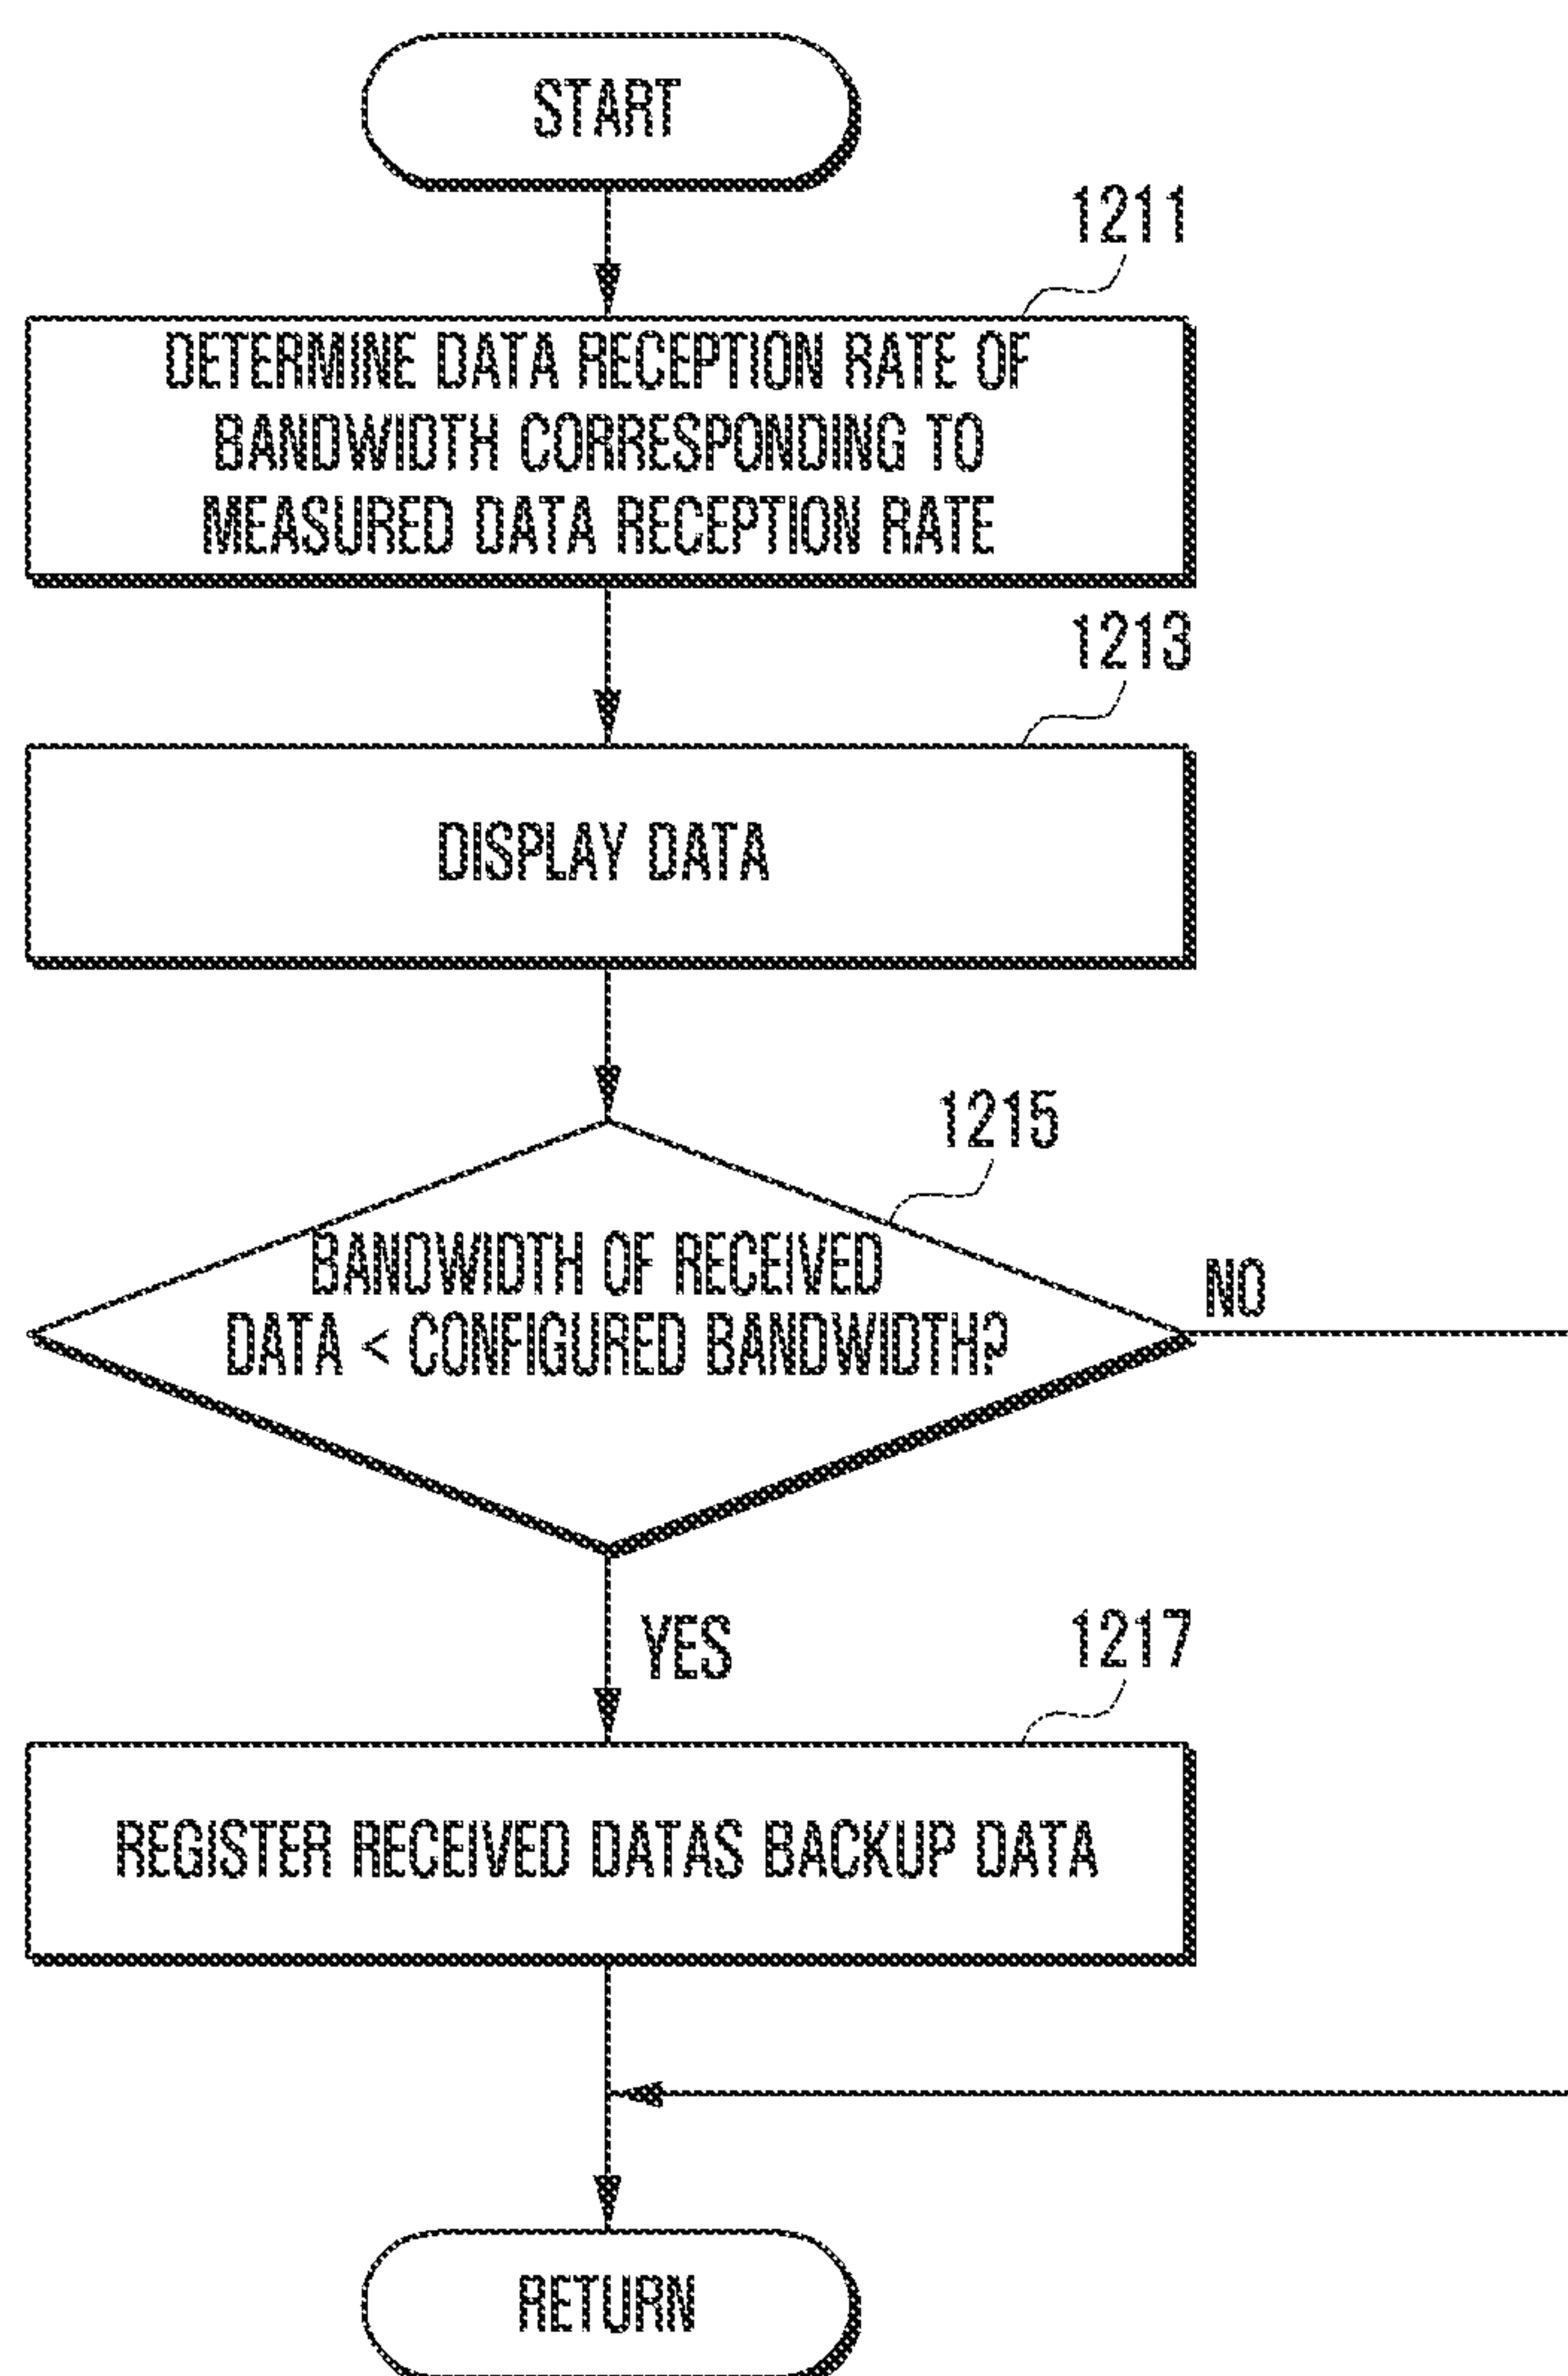 START
1211
DETERMINE DATA RECEPTION RATE OF
BANDWIDTH CORRESPONDING TO
MEASURED DATA RECEPTION RATE
1213
DISPLAY DATA
1215
BANDWIDTH OF RECEIVED
DATA < CONFIGURED BANDWIDTH?
NO
YES
1217
REGISTER RECEIVED DATAS BACKUP DATA
RETURN